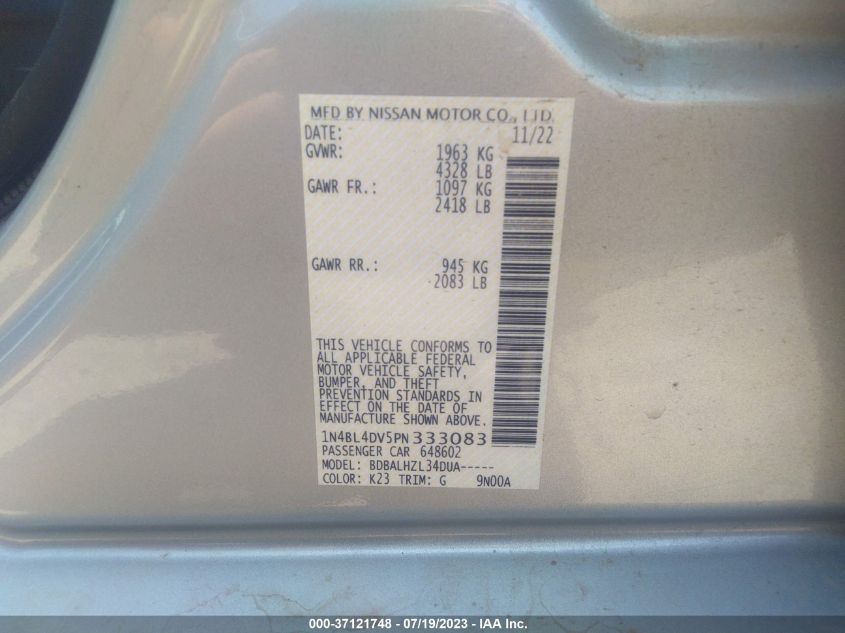 MFD BY NISSAN MOTOR CO., LTD.
DATE: 11/22
GVWR: 1963 KG
4328 LB
GAWR FR.: 1097 KG
2418 LB
GAWR RR.: 945 KG
2083 LB
THIS VEHICLE CONFORMS TO
ALL APPLICABLE FEDERAL
MOTOR VEHICLE SAFETY,
BUMPER, AND THEFT
PREVENTION STANDARDS IN
EFFECT ON THE DATE OF
MANUFACTURE SHOWN ABOVE.
1N4BL4DV5PN333083
PASSENGER CAR 648602
MODEL: BDBALHZL34DUA-----
COLOR: K23 TRIM: G 9N00A
000-37121748 - 07/19/2023 - IAA Inc.